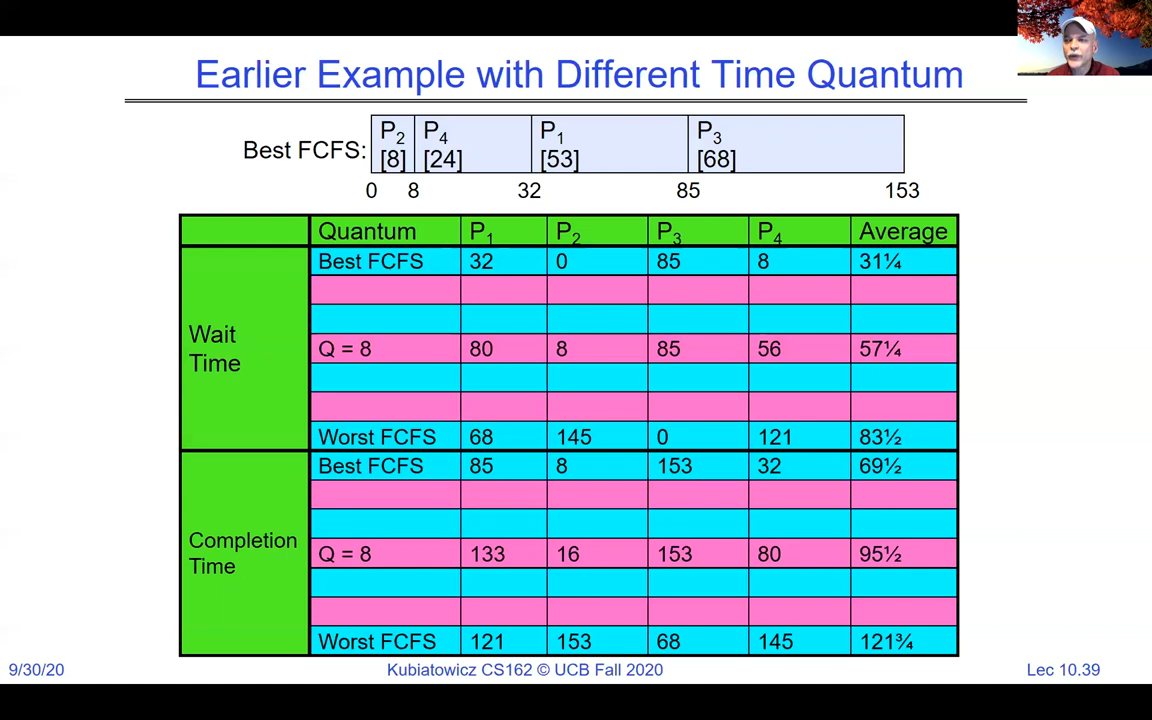 Earlier Example with Different Time Quantum
Best FCFS:
P2 P4 P1 P3
[8] [24] [53] [68]
0 8 32 85 153
Quantum P1 P2 P3 P4 Average
Best FCFS 32 0 85 8 31¼
Wait Time
Q = 8 80 8 85 56 57¼
Worst FCFS 68 145 0 121 83½
Best FCFS 85 8 153 32 69½
Completion Time
Q = 8 133 16 153 80 95½
Worst FCFS 121 153 68 145 121¾
9/30/20 Kubiatowicz CS162 © UCB Fall 2020 Lec 10.39